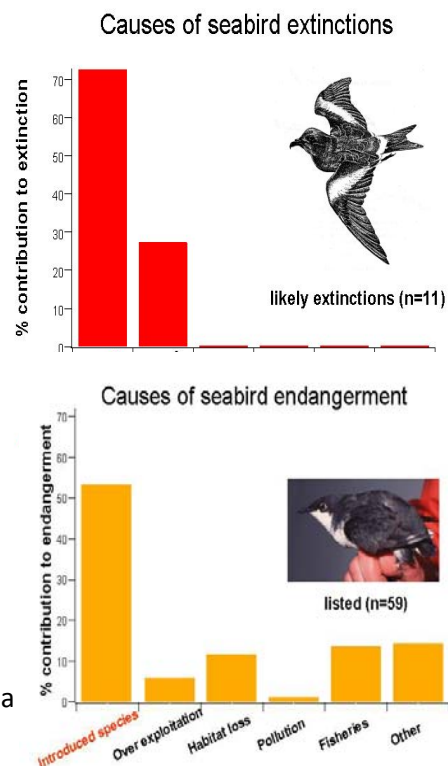 Causes of seabird extinctions
% contribution to extinction
70
60
50
40
30
20
10
0
likely extinctions (n=11)
Causes of seabird endangerment
% contribution to endangerment
70
60
50
40
30
20
10
0
listed (n=59)
a
Introduced species
Over exploitation
Habitat loss
Pollution
Fisheries
Other